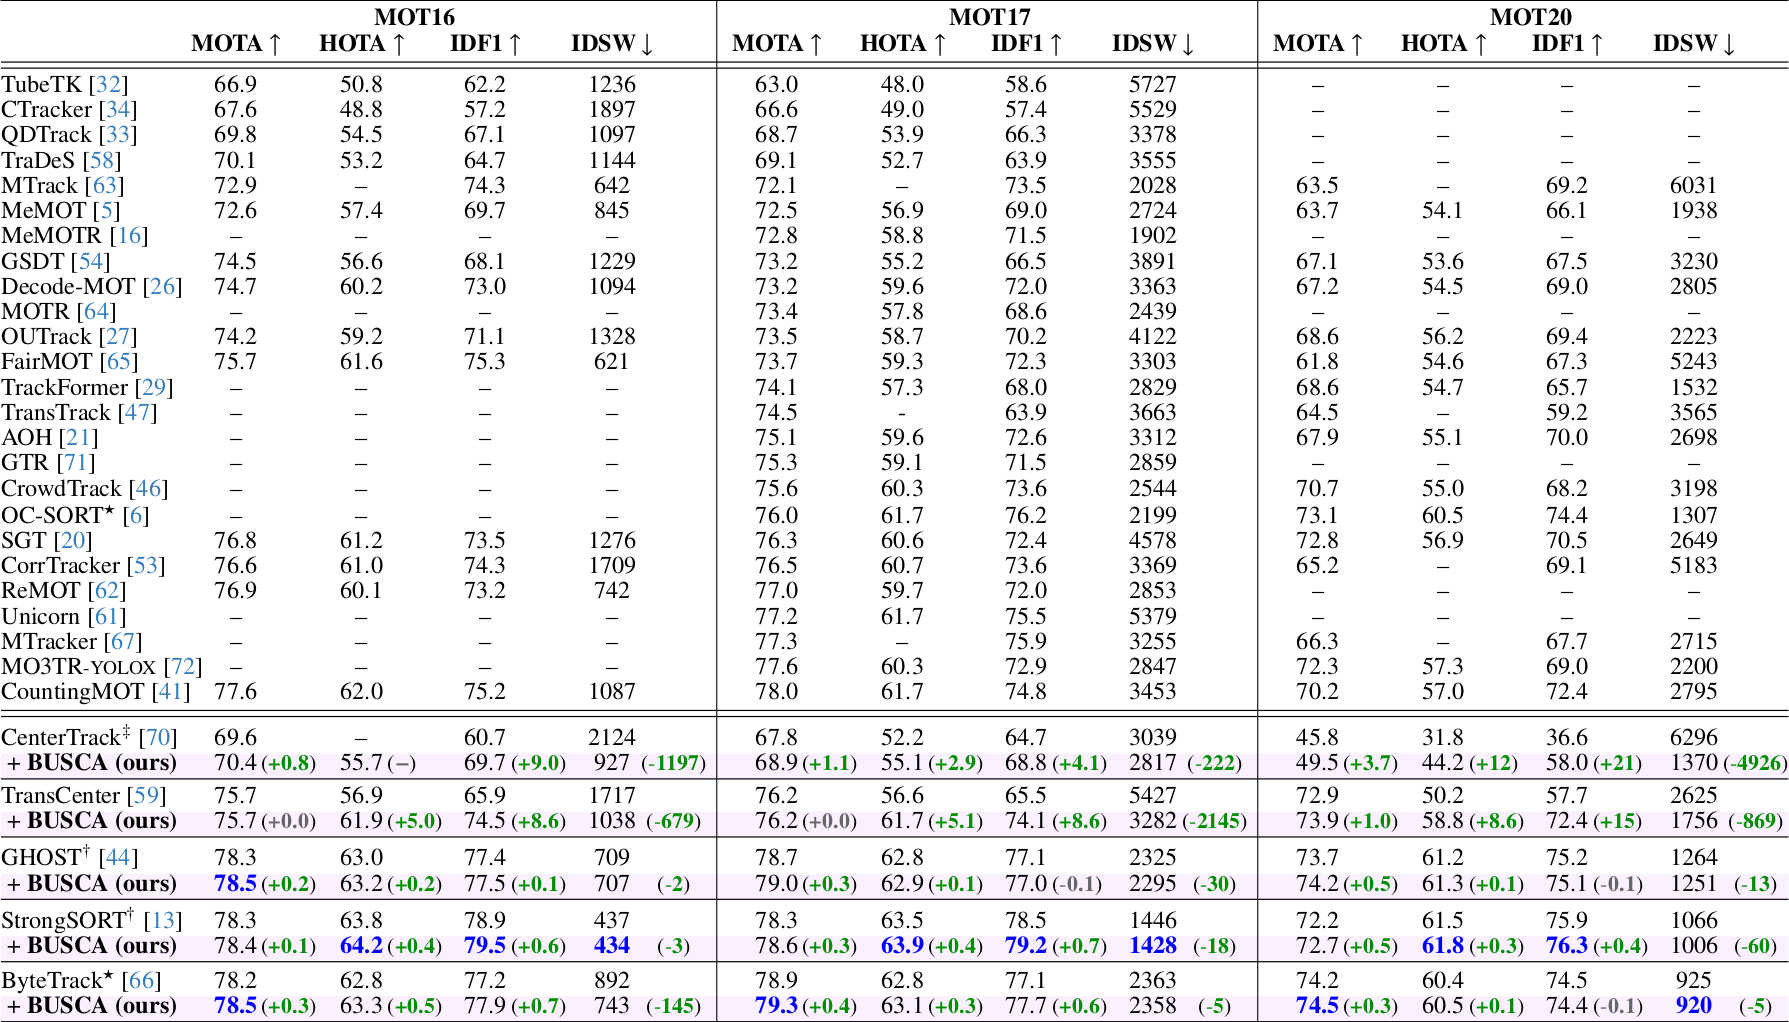 MOT16 MOT17 MOT20
MOTA ↑ HOTA ↑ IDF1 ↑ IDSW ↓ MOTA ↑ HOTA ↑ IDF1 ↑ IDSW ↓ MOTA ↑ HOTA ↑ IDF1 ↑ IDSW ↓
TubeTK [32] 66.9 50.8 62.2 1236 63.0 48.0 58.6 5727 – – – –
CTracker [34] 67.6 48.8 57.2 1897 66.6 49.0 57.4 5529 – – – –
QDTrack [33] 69.8 54.5 67.1 1097 68.7 53.9 66.3 3378 – – – –
TraDeS [58] 70.1 53.2 64.7 1144 69.1 52.7 63.9 3555 – – – –
MTrack [63] 72.9 – 74.3 642 72.1 – 73.5 2028 63.5 – 69.2 6031
MeMOT [5] 72.6 57.4 69.7 845 72.5 56.9 69.0 2724 63.7 54.1 66.1 1938
MeMOTR [16] – – – – 72.8 58.8 71.5 1902 – – – –
GSDT [54] 74.5 56.6 68.1 1229 73.2 55.2 66.5 3891 67.1 53.6 67.5 3230
Decode-MOT [26] 74.7 60.2 73.0 1094 73.2 59.6 72.0 3363 67.2 54.5 69.0 2805
MOTR [64] – – – – 73.4 57.8 68.6 2439 – – – –
OUTrack [27] 74.2 59.2 71.1 1328 73.5 58.7 70.2 4122 68.6 56.2 69.4 2223
FairMOT [65] 75.7 61.6 75.3 621 73.7 59.3 72.3 3303 61.8 54.6 67.3 5243
TrackFormer [29] – – – – 74.1 57.3 68.0 2829 68.6 54.7 65.7 1532
TransTrack [47] – – – – 74.5 - 63.9 3663 64.5 – 59.2 3565
AOH [21] – – – – 75.1 59.6 72.6 3312 67.9 55.1 70.0 2698
GTR [71] – – – – 75.3 59.1 71.5 2859 – – – –
CrowdTrack [46] – – – – 75.6 60.3 73.6 2544 70.7 55.0 68.2 3198
OC-SORT★ [6] – – – – 76.0 61.7 76.2 2199 73.1 60.5 74.4 1307
SGT [20] 76.8 61.2 73.5 1276 76.3 60.6 72.4 4578 72.8 56.9 70.5 2649
CorrTracker [53] 76.6 61.0 74.3 1709 76.5 60.7 73.6 3369 65.2 – 69.1 5183
ReMOT [62] 76.9 60.1 73.2 742 77.0 59.7 72.0 2853 – – – –
Unicorn [61] – – – – 77.2 61.7 75.5 5379 – – – –
MTracker [67] – – – – 77.3 – 75.9 3255 66.3 – 67.7 2715
MO3TR-YOLOX [72] – – – – 77.6 60.3 72.9 2847 72.3 57.3 69.0 2200
CountingMOT [41] 77.6 62.0 75.2 1087 78.0 61.7 74.8 3453 70.2 57.0 72.4 2795
CenterTrack‡ [70] 69.6 – 60.7 2124 67.8 52.2 64.7 3039 45.8 31.8 36.6 6296
+ BUSCA (ours) 70.4 (+0.8) 55.7 (–) 69.7 (+9.0) 927 (-1197) 68.9 (+1.1) 55.1 (+2.9) 68.8 (+4.1) 2817 (-222) 49.5 (+3.7) 44.2 (+12) 58.0 (+21) 1370 (-4926)
TransCenter [59] 75.7 56.9 65.9 1717 76.2 56.6 65.5 5427 72.9 50.2 57.7 2625
+ BUSCA (ours) 75.7 (+0.0) 61.9 (+5.0) 74.5 (+8.6) 1038 (-679) 76.2 (+0.0) 61.7 (+5.1) 74.1 (+8.6) 3282 (-2145) 73.9 (+1.0) 58.8 (+8.6) 72.4 (+15) 1756 (-869)
GHOST† [44] 78.3 63.0 77.4 709 78.7 62.8 77.1 2325 73.7 61.2 75.2 1264
+ BUSCA (ours) 78.5 (+0.2) 63.2 (+0.2) 77.5 (+0.1) 707 (-2) 79.0 (+0.3) 62.9 (+0.1) 77.0 (-0.1) 2295 (-30) 74.2 (+0.5) 61.3 (+0.1) 75.1 (-0.1) 1251 (-13)
StrongSORT† [13] 78.3 63.8 78.9 437 78.3 63.5 78.5 1446 72.2 61.5 75.9 1066
+ BUSCA (ours) 78.4 (+0.1) 64.2 (+0.4) 79.5 (+0.6) 434 (-3) 78.6 (+0.3) 63.9 (+0.4) 79.2 (+0.7) 1428 (-18) 72.7 (+0.5) 61.8 (+0.3) 76.3 (+0.4) 1006 (-60)
ByteTrack★ [66] 78.2 62.8 77.2 892 78.9 62.8 77.1 2363 74.2 60.4 74.5 925
+ BUSCA (ours) 78.5 (+0.3) 63.3 (+0.5) 77.9 (+0.7) 743 (-145) 79.3 (+0.4) 63.1 (+0.3) 77.7 (+0.6) 2358 (-5) 74.5 (+0.3) 60.5 (+0.1) 74.4 (-0.1) 920 (-5)